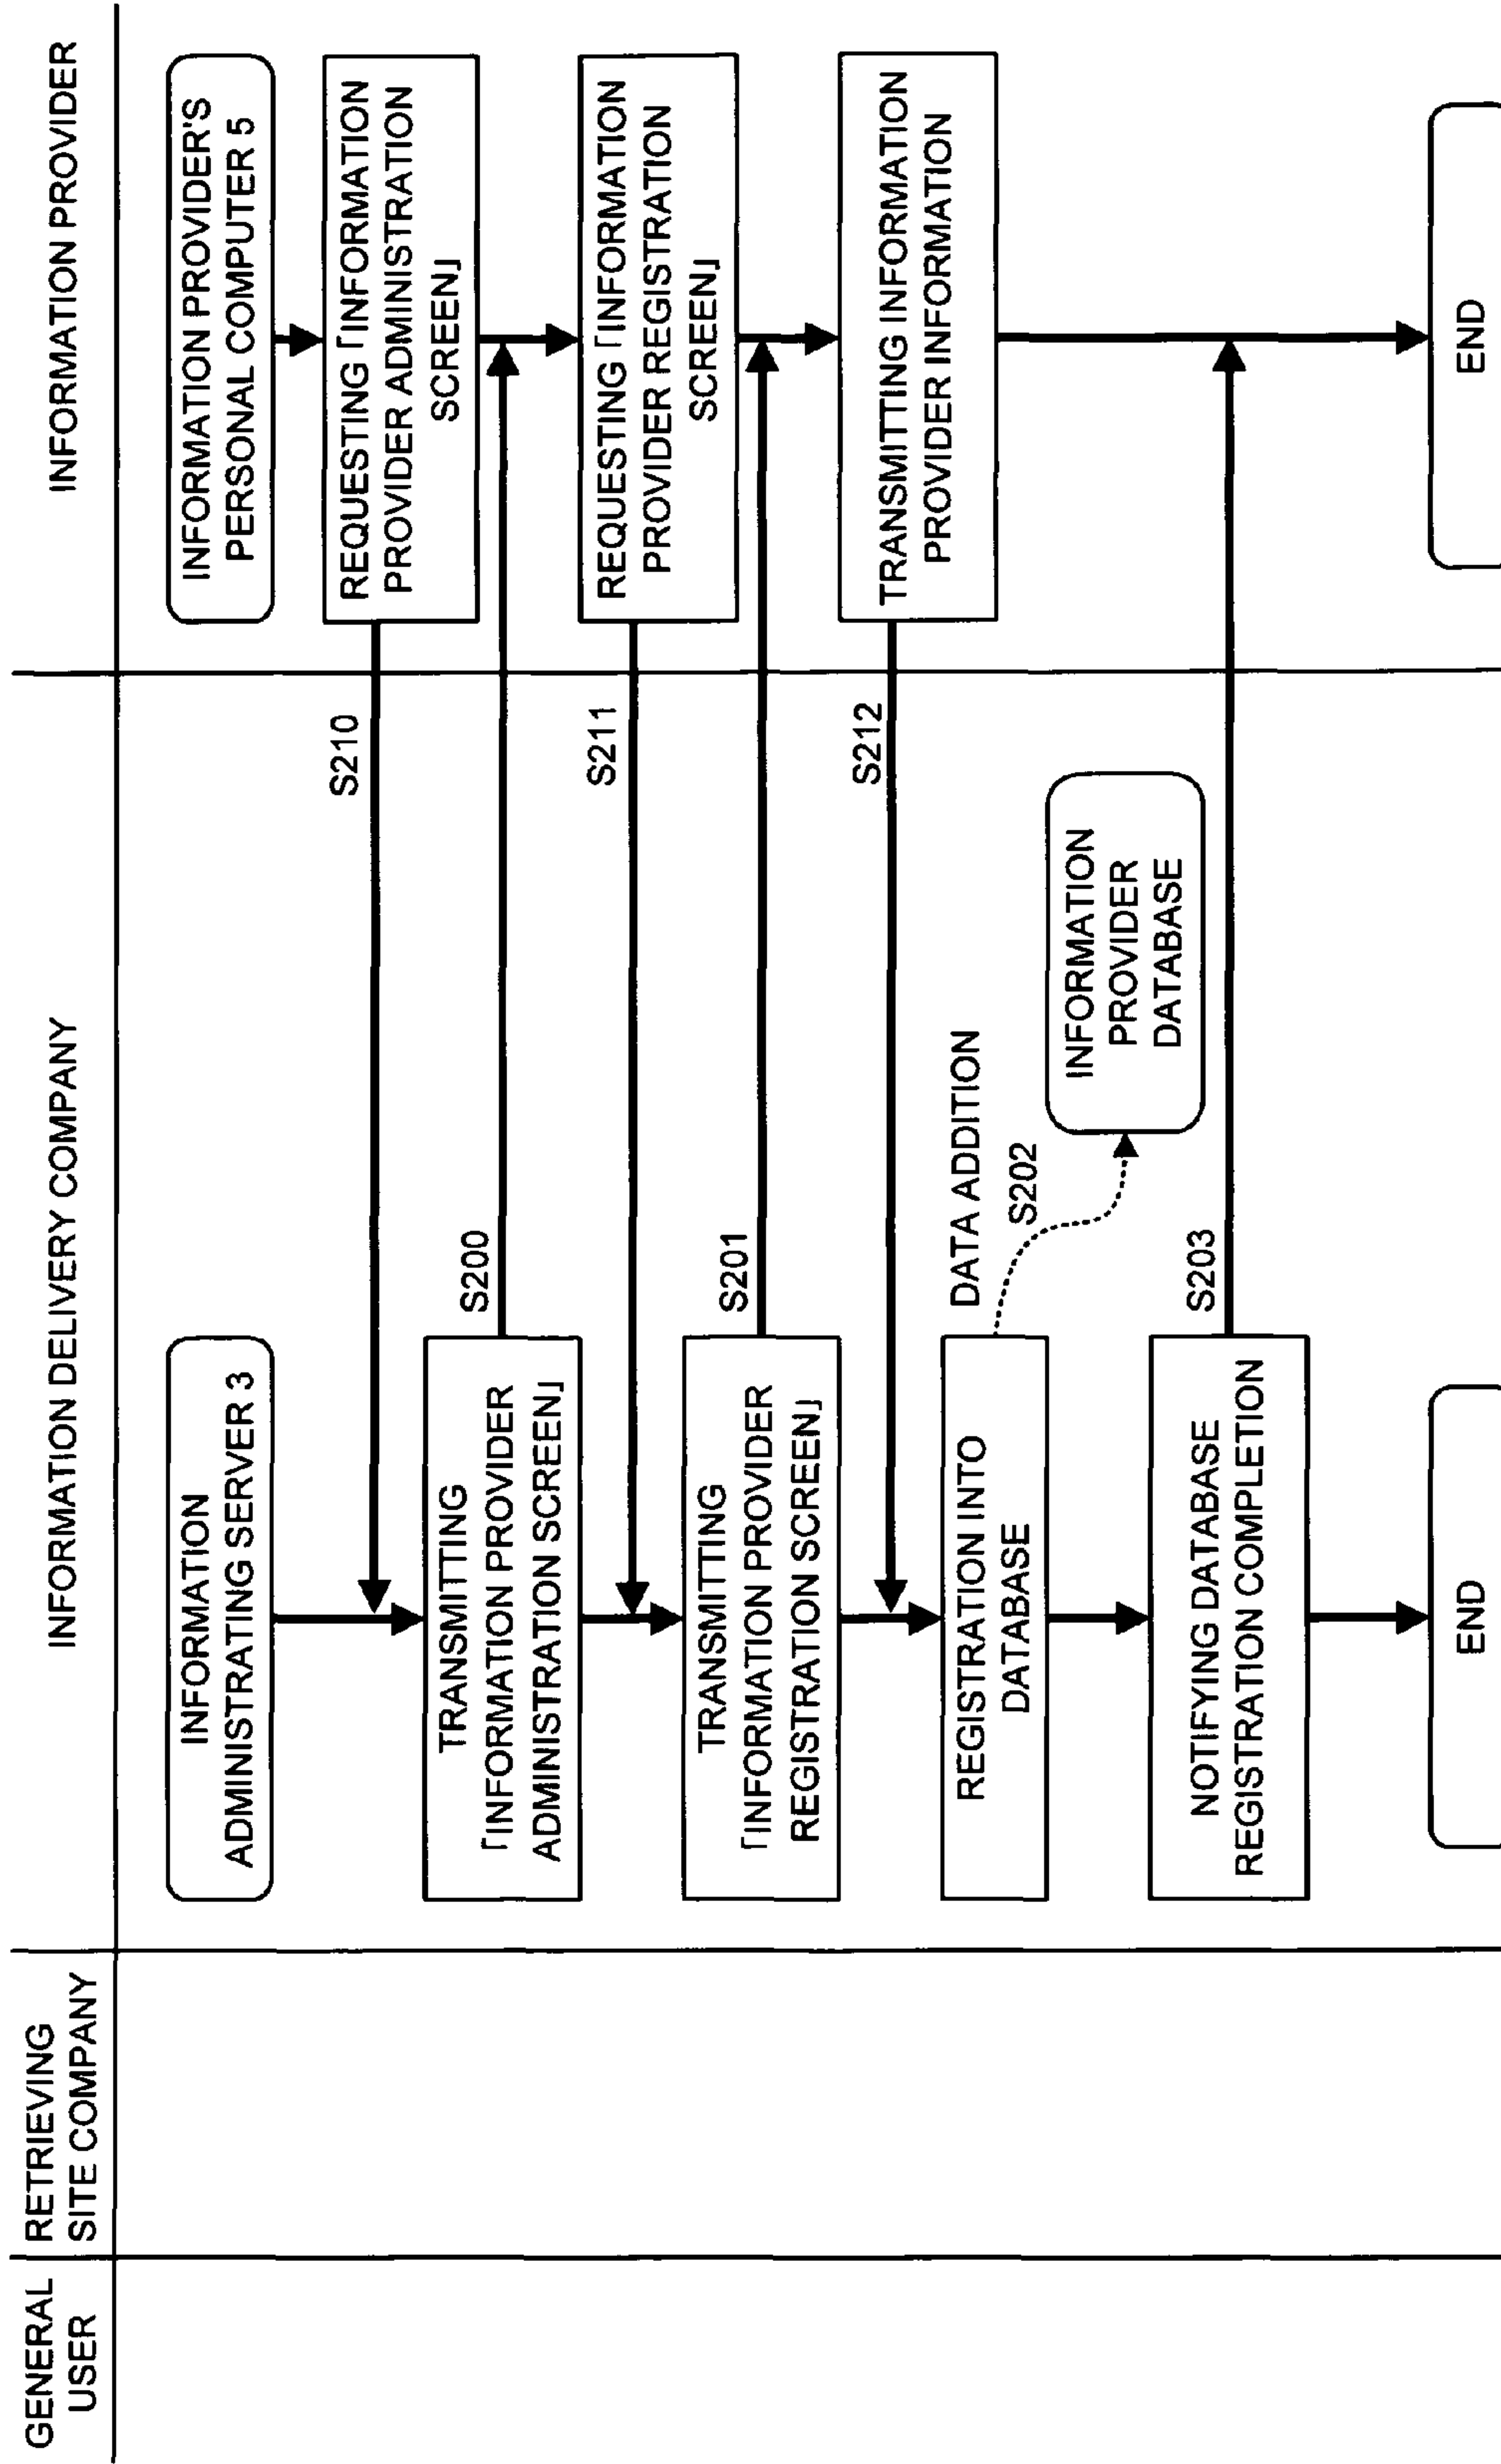 GENERAL
USER
RETRIEVING
SITE COMPANY
INFORMATION DELIVERY COMPANY
INFORMATION PROVIDER
INFORMATION
ADMINISTRATING SERVER 3
INFORMATION PROVIDER'S
PERSONAL COMPUTER 5
REQUESTING「INFORMATION
PROVIDER ADMINISTRATION
SCREEN」
S210
TRANSMITTING
「INFORMATION PROVIDER
ADMINISTRATION SCREEN」
S200
REQUESTING「INFORMATION
PROVIDER REGISTRATION
SCREEN」
S211
TRANSMITTING
「INFORMATION PROVIDER
REGISTRATION SCREEN」
S201
TRANSMITTING INFORMATION
PROVIDER INFORMATION
S212
REGISTRATION INTO
DATABASE
DATA ADDITION
S202
INFORMATION
PROVIDER
DATABASE
NOTIFYING DATABASE
REGISTRATION COMPLETION
S203
END
END